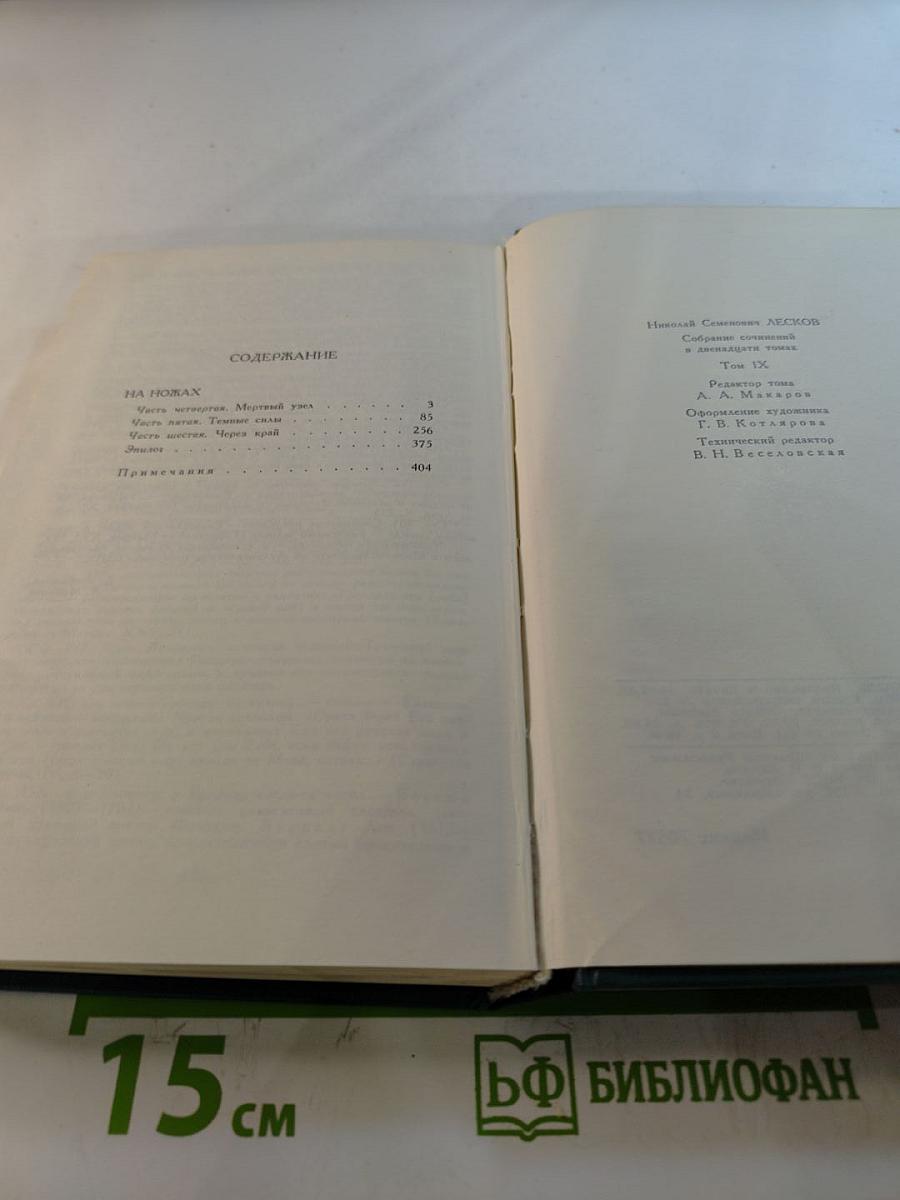 СОДЕРЖАНИЕ
НА НОЖАХ
Часть четвертая. Мертвый узел . . . . . . 3
Часть пятая. Темные силы . . . . . . . . 85
Часть шестая. Через край . . . . . . . . 256
Эпилог . . . . . . . . . . . . . . . 375
Примечания . . . . . . . . . . . . 404
Николай Семенович ЛЕСКОВ
Собрание сочинений
в двенадцати томах
Том IX
Редактор тома
А. А. Макаров
Оформление художника
Г. В. Котлярова
Технический редактор
В. Н. Веселовская
15 см
БФ БИБЛИОФАН